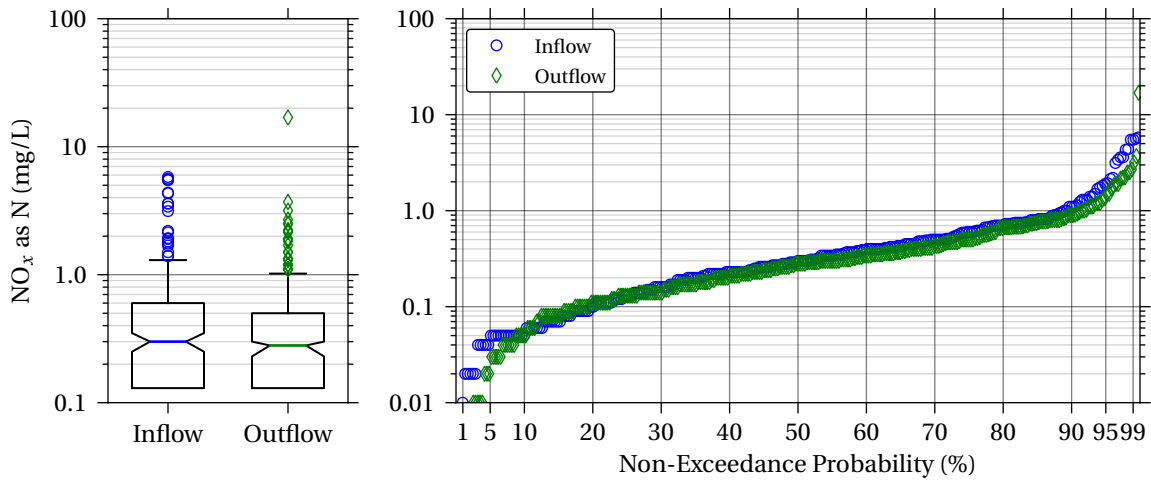 NOx as N (mg/L)
100
10
1.0
0.1
Inflow Outflow
100
10
1.0
0.1
0.01
Inflow
Outflow
1 5 10 20 30 40 50 60 70 80 90 95 99
Non-Exceedance Probability (%)